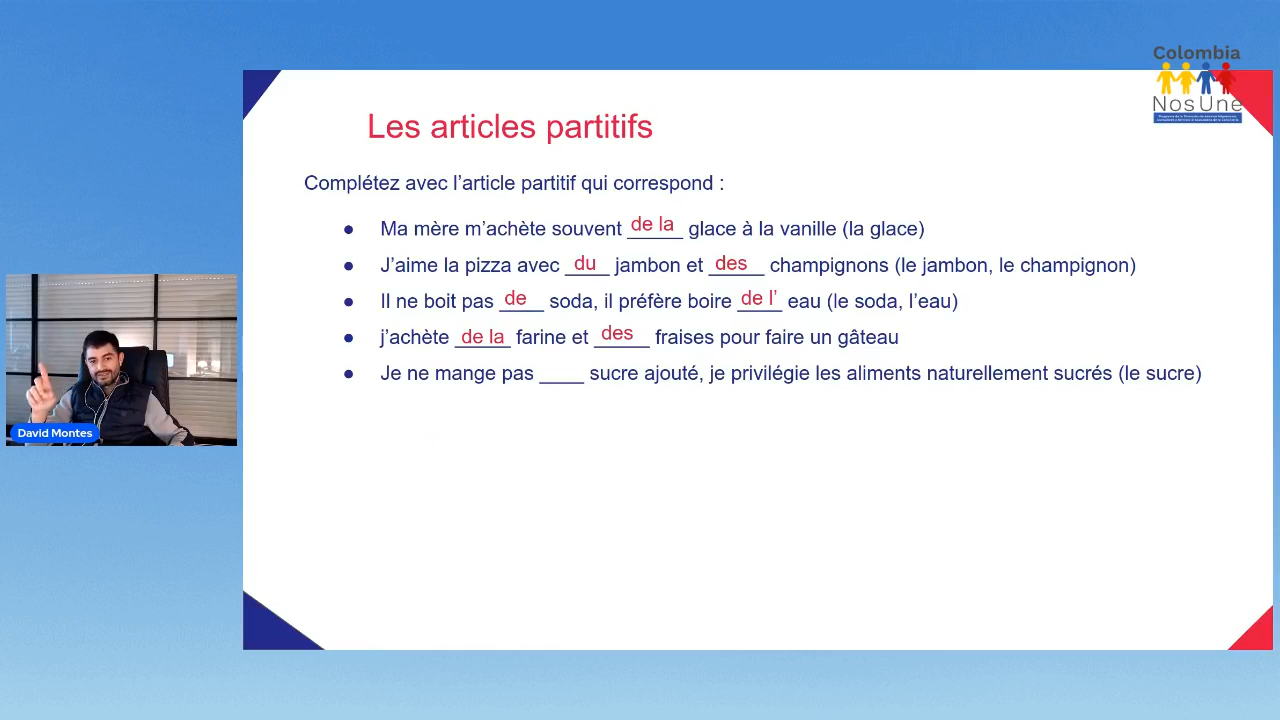 Colombia
NosUne
Les articles partitifs
Complétez avec l’article partitif qui correspond :
● Ma mère m’achète souvent de la glace à la vanille (la glace)
● J’aime la pizza avec du jambon et des champignons (le jambon, le champignon)
● Il ne boit pas de soda, il préfère boire de l’ eau (le soda, l’eau)
● j’achète de la farine et des fraises pour faire un gâteau
● Je ne mange pas ____ sucre ajouté, je privilégie les aliments naturellement sucrés (le sucre)
David Montes